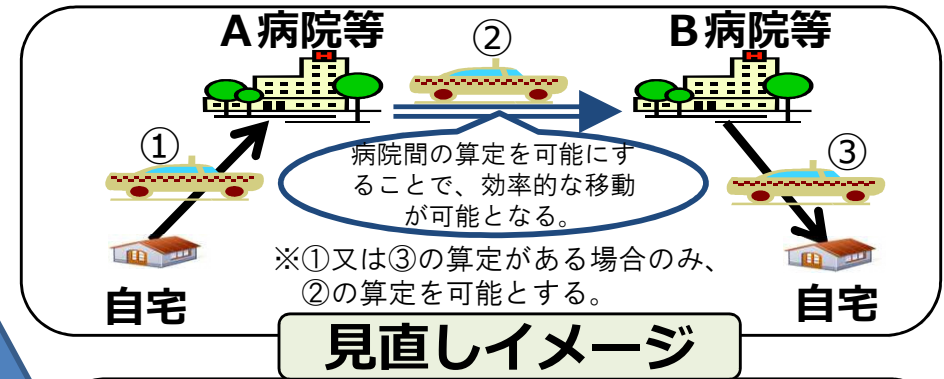 A病院等
②
B病院等
①
③
病院間の算定を可能にす
ることで、効率的な移動
が可能となる。
※①又は③の算定がある場合のみ、
②の算定を可能とする。
自宅
自宅
見直しイメージ